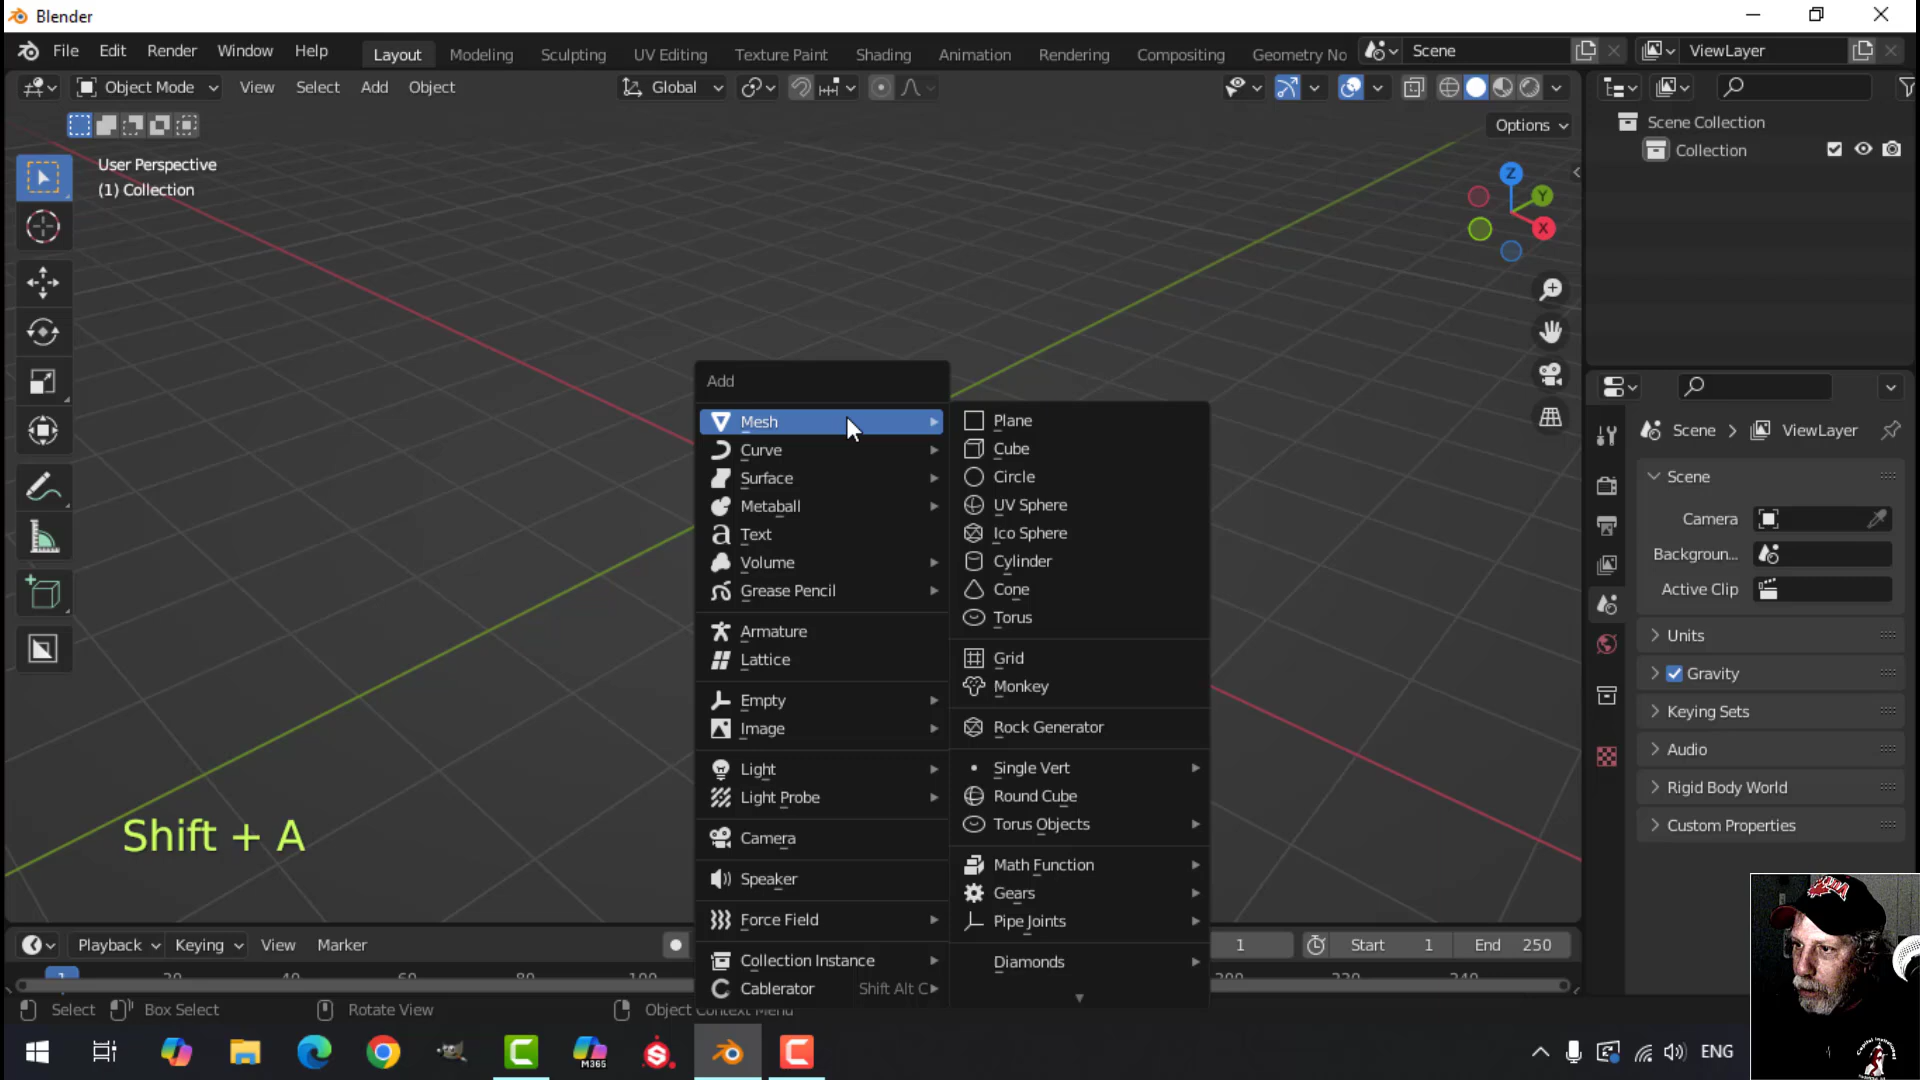 Blender
File Edit Render Window Help Layout Modeling Sculpting UV Editing Texture Paint Shading Animation Rendering Compositing Geometry No Scene ViewLayer
Object Mode View Select Add Object Global
Options
User Perspective
(1) Collection
Z
Y
X
Scene Collection
Collection
Add
Mesh
Curve
Surface
Metaball
Text
Volume
Grease Pencil
Armature
Lattice
Empty
Image
Light
Light Probe
Camera
Speaker
Force Field
Collection Instance
Cablerator Shift Alt C
Plane
Cube
Circle
UV Sphere
Ico Sphere
Cylinder
Cone
Torus
Grid
Monkey
Rock Generator
Single Vert
Round Cube
Torus Objects
Math Function
Gears
Pipe Joints
Diamonds
Scene ViewLayer
Scene
Camera
Backgroun...
Active Clip
Units
Gravity
Keying Sets
Audio
Rigid Body World
Custom Properties
Shift + A
Playback Keying View Marker 1 Start 1 End 250
1
Select Box Select Rotate View Object Context Menu
M365
ENG